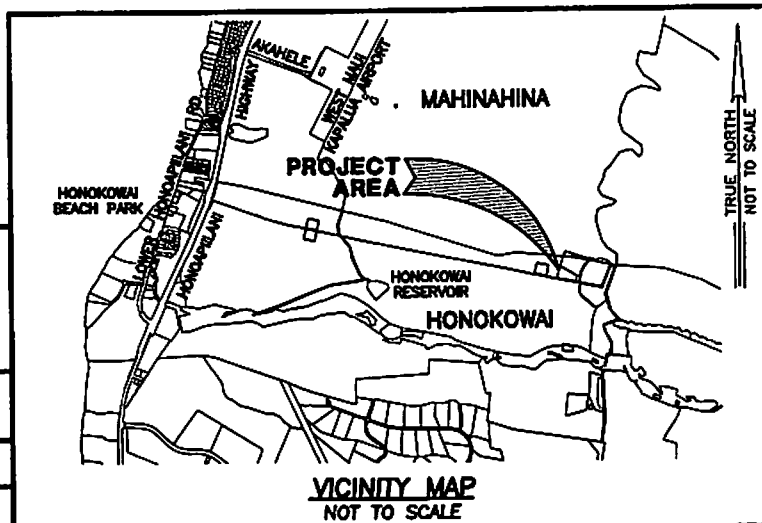 AKAHELE
HIGHWAY
WEST MAUI
KAPALUA AIRPORT
MAHINAHINA
TRUE NORTH
NOT TO SCALE
PROJECT
AREA
HONOKOWAI
BEACH PARK
LOWER HONOAPIILANI RD
HONOAPIILANI
HONOKOWAI
RESERVOIR
HONOKOWAI
VICINITY MAP
NOT TO SCALE